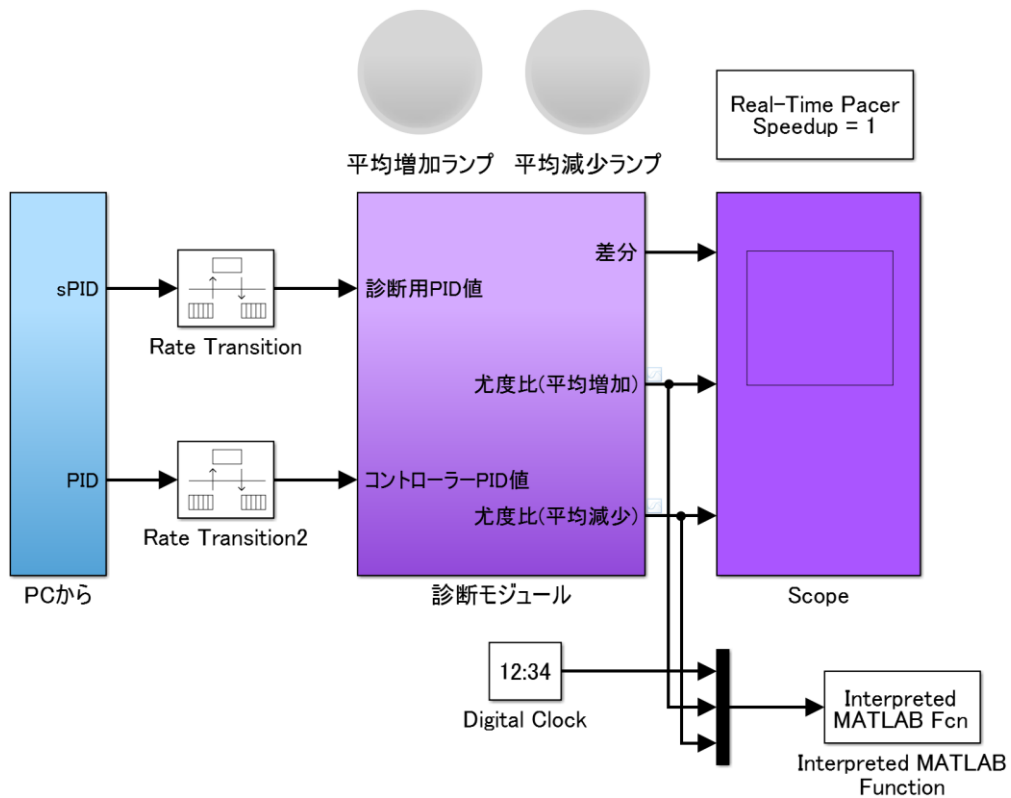 Real-Time Pacer
Speedup = 1
平均増加ランプ
平均減少ランプ
sPID
PID
PCから
Rate Transition
Rate Transition2
診断用PID値
コントローラーPID値
差分
尤度比(平均増加)
尤度比(平均減少)
診断モジュール
Scope
12:34
Digital Clock
Interpreted
MATLAB Fcn
Interpreted MATLAB
Function